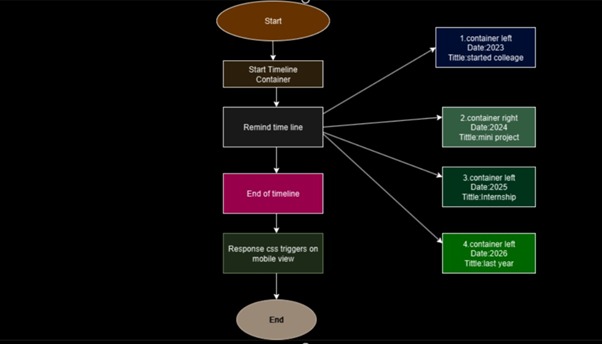 Start
Start Timeline
Container
Remind time line
End of timeline
Response css triggers on
mobile view
End
1.container left
Date:2023
Tittle:started colleage
2.container right
Date:2024
Tittle:mini project
3.container left
Date:2025
Tittle:Internship
4.container left
Date:2026
Tittle:last year